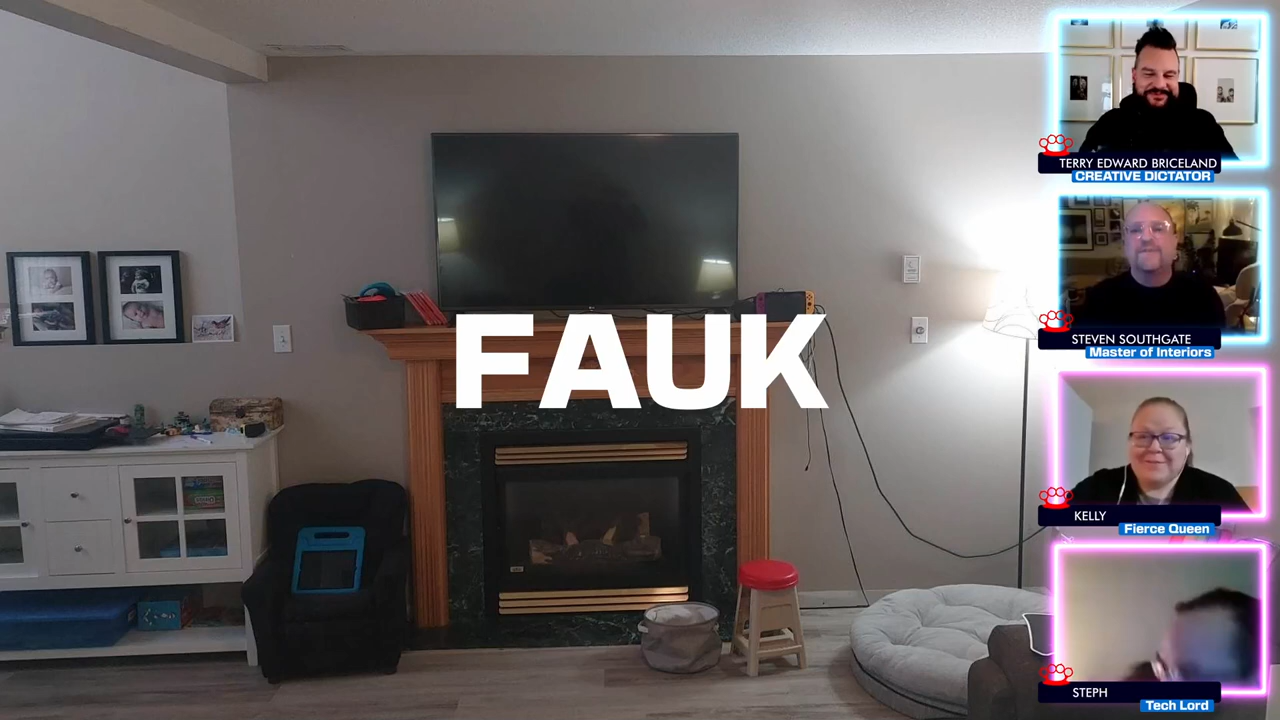 FAUK
TERRY EDWARD BRICELAND
CREATIVE DICTATOR
STEVEN SOUTHGATE
Master of Interiors
KELLY
Fierce Queen
STEPH
Tech Lord